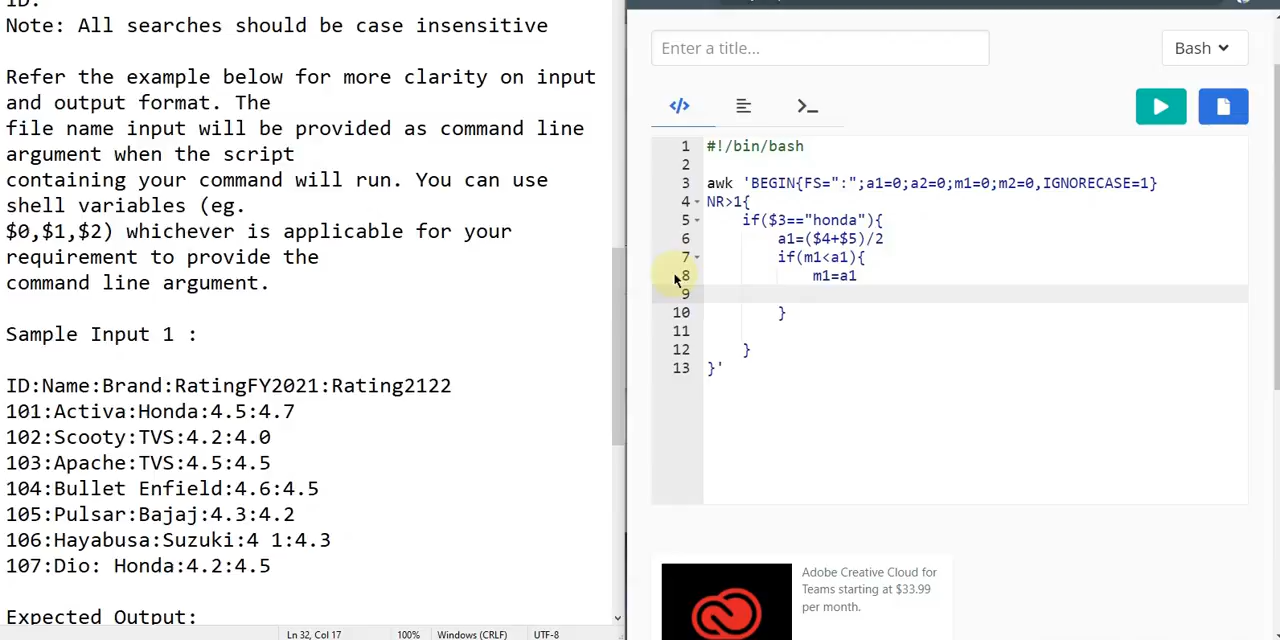 ID:
Note: All searches should be case insensitive
Refer the example below for more clarity on input
and output format. The
file name input will be provided as command line
argument when the script
containing your command will run. You can use
shell variables (eg.
$0,$1,$2) whichever is applicable for your
requirement to provide the
command line argument.
Sample Input 1 :
ID:Name:Brand:RatingFY2021:Rating2122
101:Activa:Honda:4.5:4.7
102:Scooty:TVS:4.2:4.0
103:Apache:TVS:4.5:4.5
104:Bullet Enfield:4.6:4.5
105:Pulsar:Bajaj:4.3:4.2
106:Hayabusa:Suzuki:4 1:4.3
107:Dio: Honda:4.2:4.5
Expected Output:
Ln 32, Col 17
100%
Windows (CRLF)
UTF-8
Enter a title...
Bash
1 #!/bin/bash
2
3 awk 'BEGIN{FS=":";a1=0;a2=0;m1=0;m2=0,IGNORECASE=1}
4 NR>1{
5 if($3=="honda"){
6 a1=($4+$5)/2
7 if(m1<a1){
8 m1=a1
9
10 }
11
12 }
13 }'
Adobe Creative Cloud for
Teams starting at $33.99
per month.